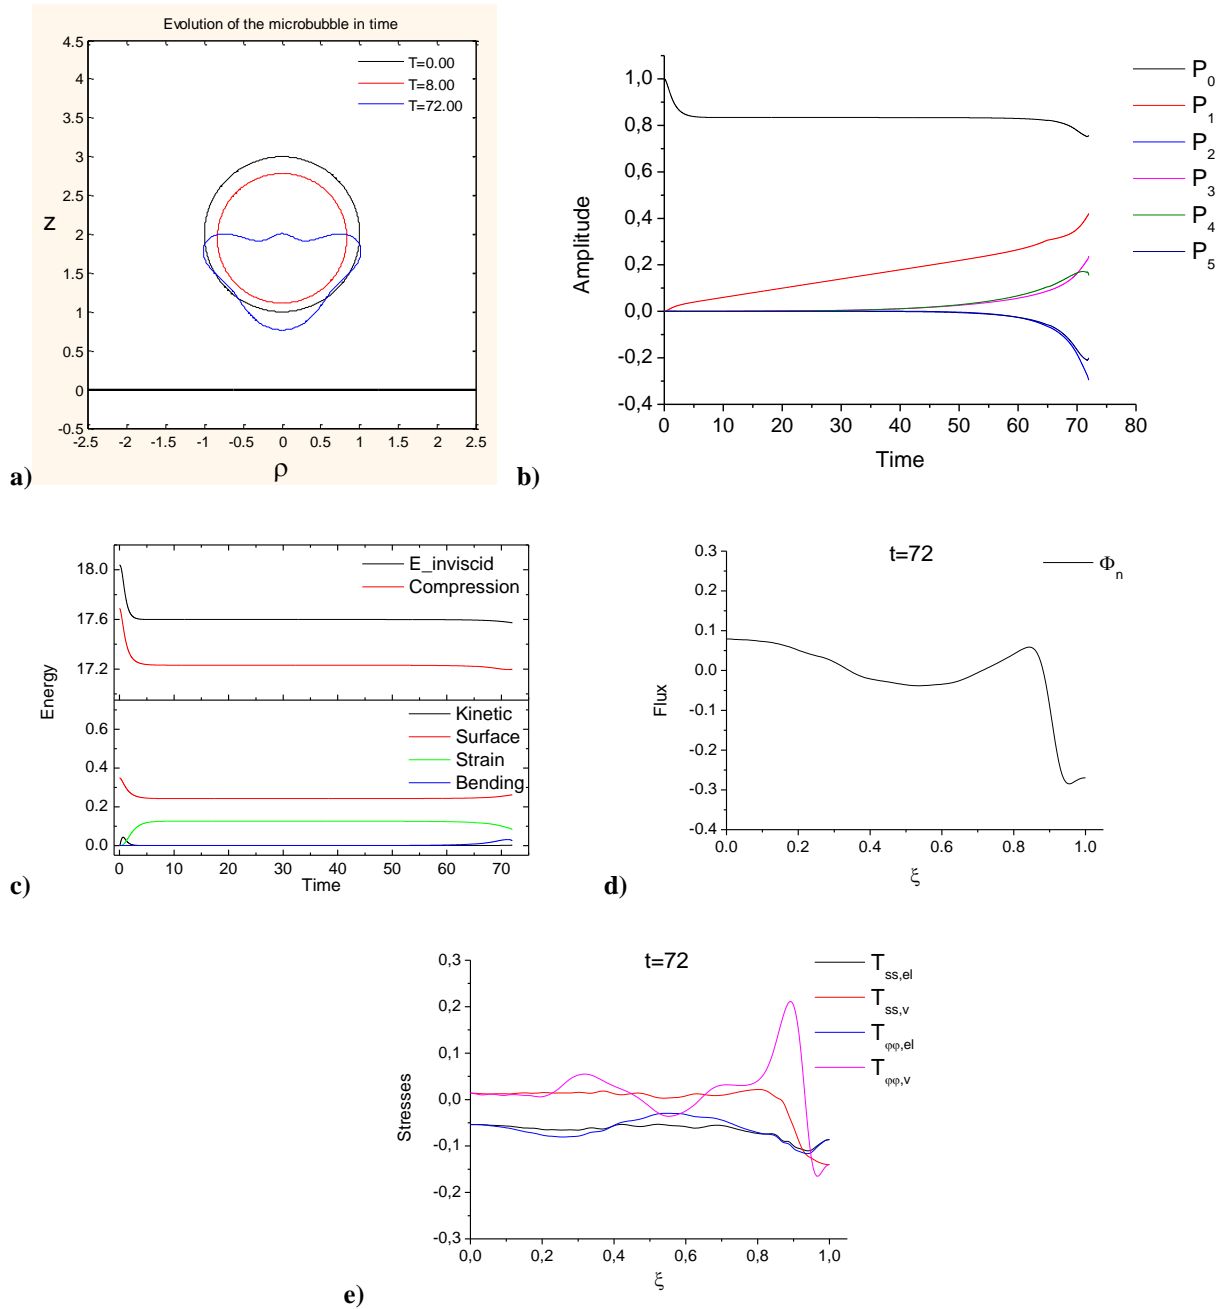 Evolution of the microbubble in time
4.5
4
3.5
3
2.5
2
1.5
1
0.5
0
-0.5
z
T=0.00
T=8.00
T=72.00
-2.5 -2 -1.5 -1 -0.5 0 0.5 1 1.5 2 2.5
ρ
a)
1,0
0,8
0,6
0,4
0,2
0,0
-0,2
-0,4
Amplitude
0 10 20 30 40 50 60 70 80
Time
P0
P1
P2
P3
P4
P5
b)
18.0
17.6
17.2
E_inviscid
Compression
Energy
0.6
0.4
0.2
0.0
Kinetic
Surface
Strain
Bending
0 10 20 30 40 50 60 70
Time
c)
t=72
Φn
0.3
0.2
0.1
0.0
-0.1
-0.2
-0.3
-0.4
Flux
0.0 0.2 0.4 0.6 0.8 1.0
ξ
d)
t=72
0,3
0,2
0,1
0,0
-0,1
-0,2
-0,3
Stresses
Tss,el
Tss,v
Tφφ,el
Tφφ,v
0,0 0,2 0,4 0,6 0,8 1,0
ξ
e)